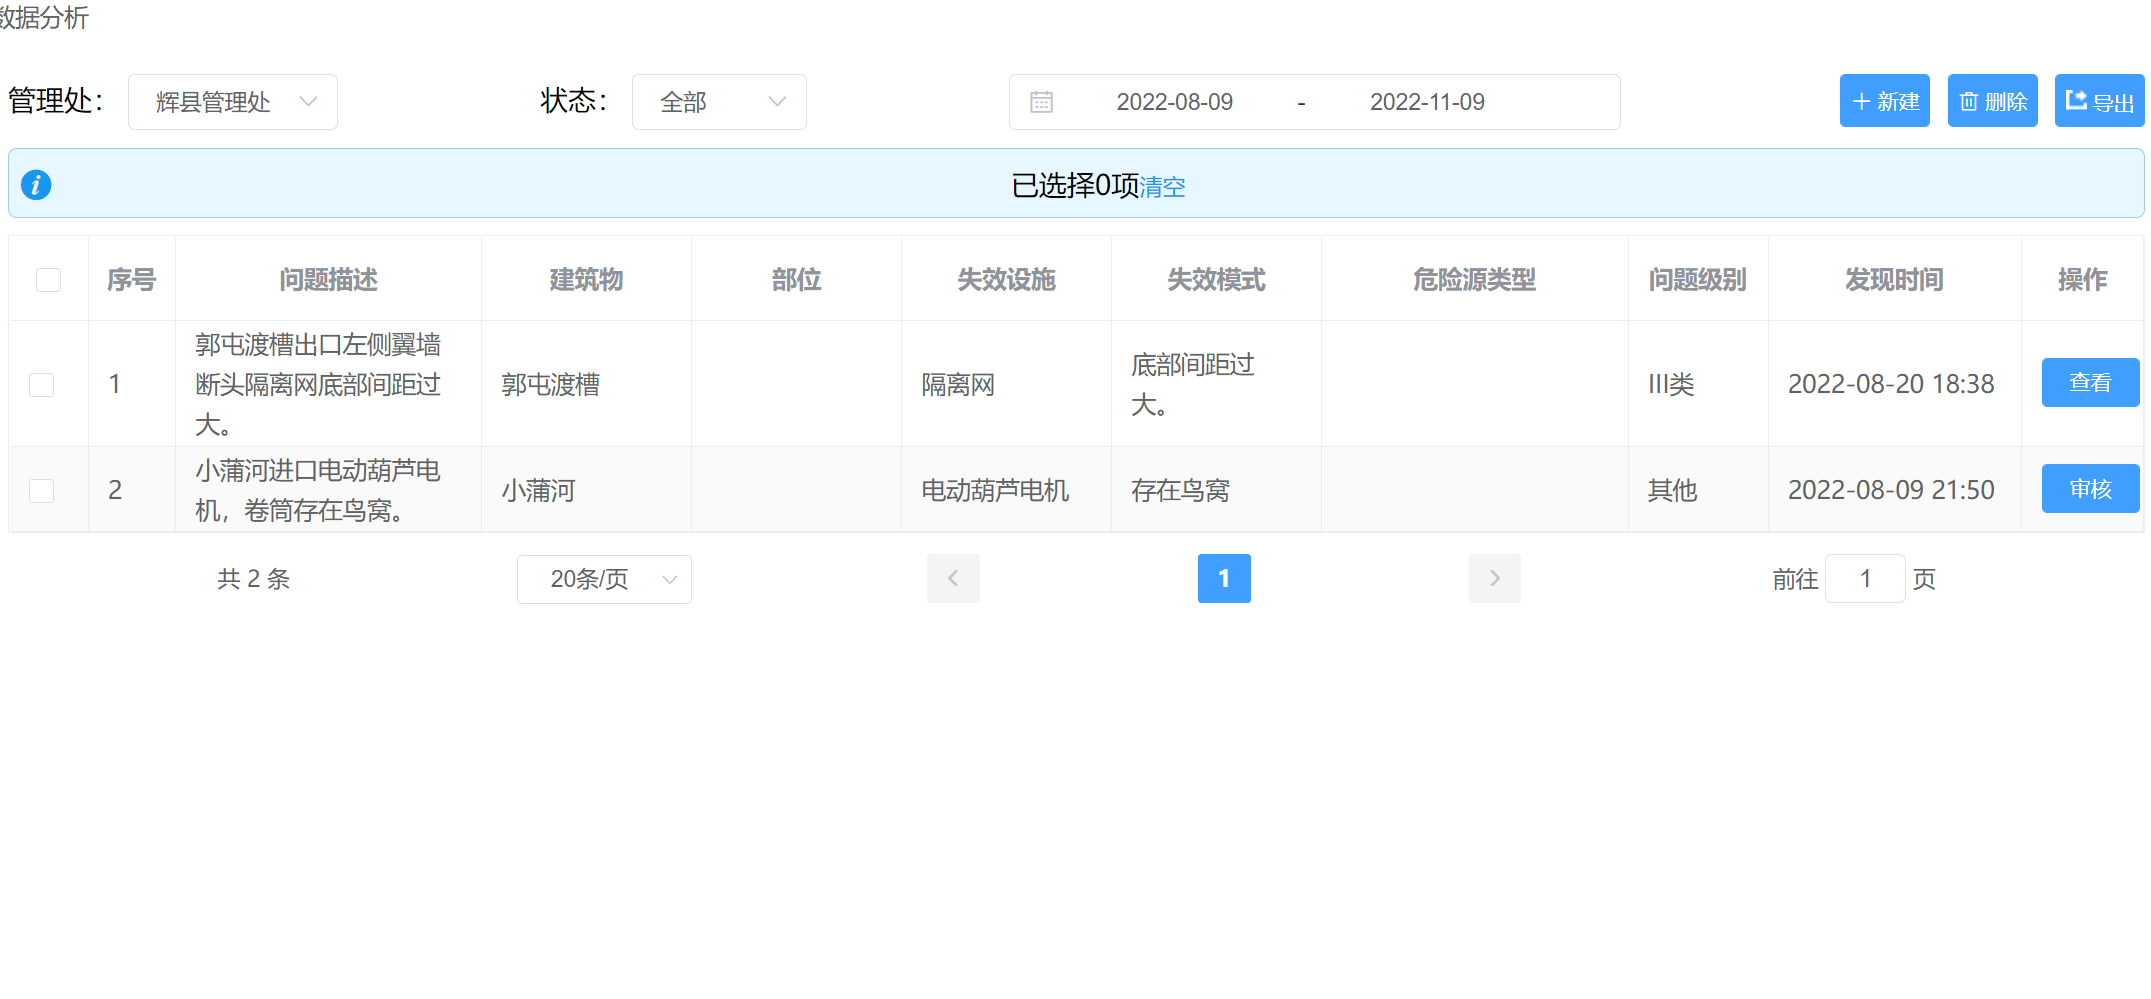 数据分析
管理处： 辉县管理处 状态： 全部 2022-08-09 - 2022-11-09 新建 删除 导出
i 已选择0项清空
序号 问题描述 建筑物 部位 失效设施 失效模式 危险源类型 问题级别 发现时间 操作
1
郭屯渡槽出口左侧翼墙
断头隔离网底部间距过
大。
郭屯渡槽
隔离网
底部间距过
大。
III类
2022-08-20 18:38
查看
2
小蒲河进口电动葫芦电
机，卷筒存在鸟窝。
小蒲河
电动葫芦电机
存在鸟窝
其他
2022-08-09 21:50
审核
共 2 条 20条/页 1 前往 1 页